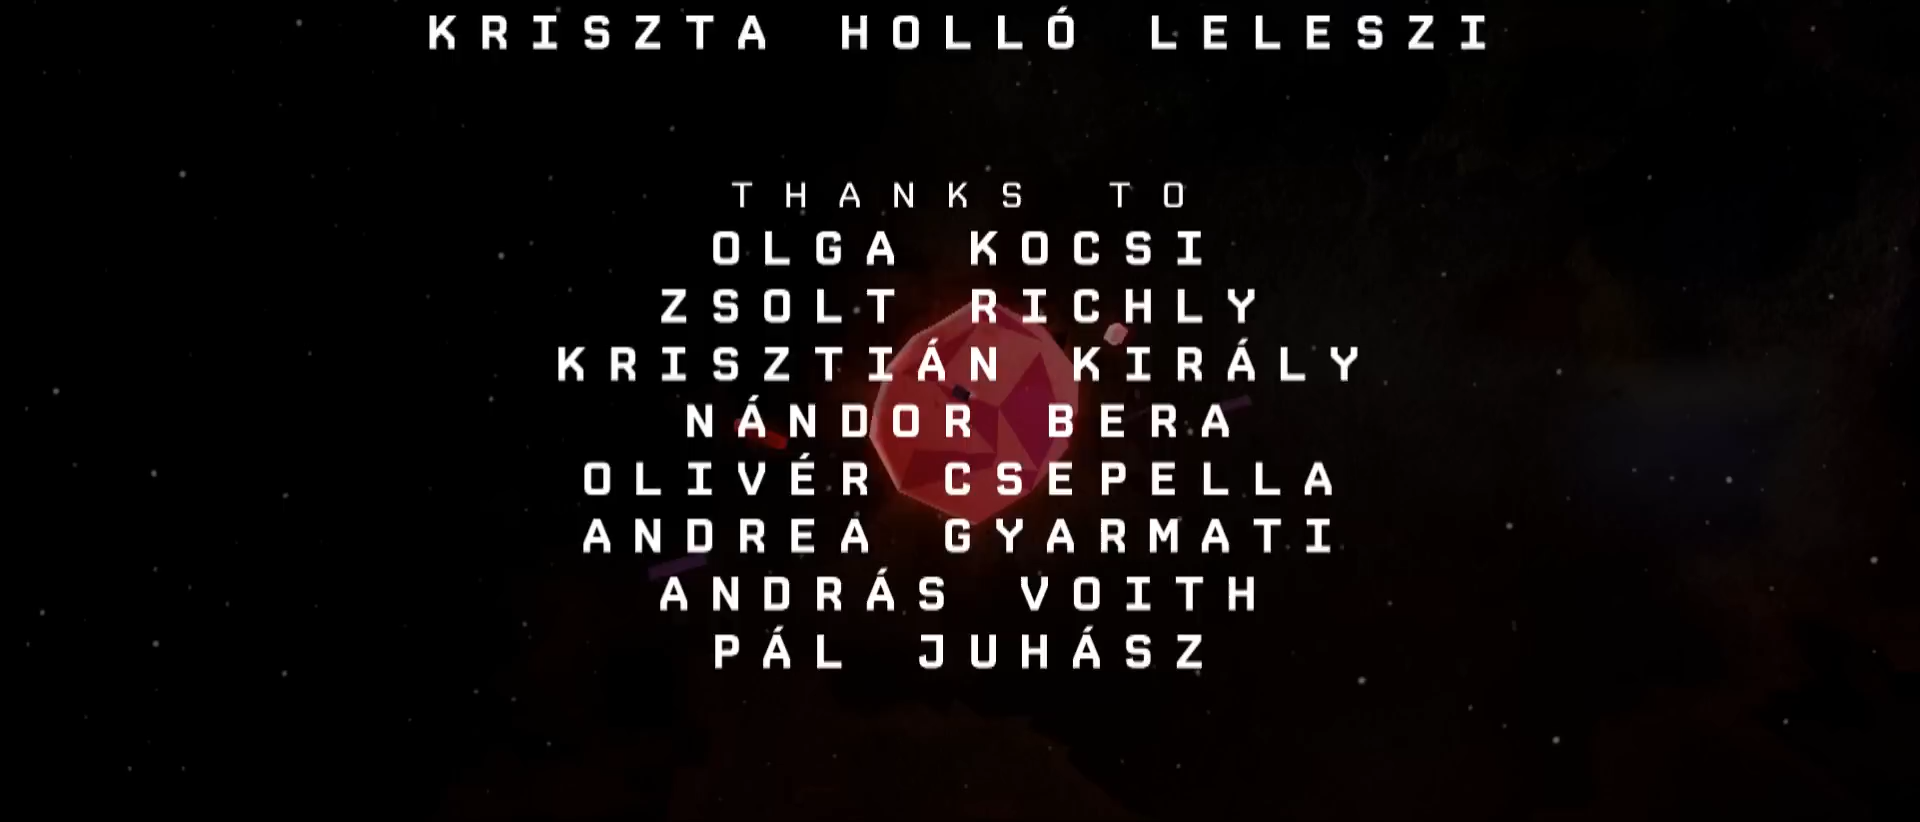 KRISZTA HOLLÓ LELESZI
THANKS TO
OLGA KOCSI
ZSOLT RICHLY
KRISZTIÁN KIRÁLY
NÁNDOR BERA
OLIVÉR CSEPELLA
ANDREA GYARMATI
ANDRÁS VOITH
PÁL JUHÁSZ